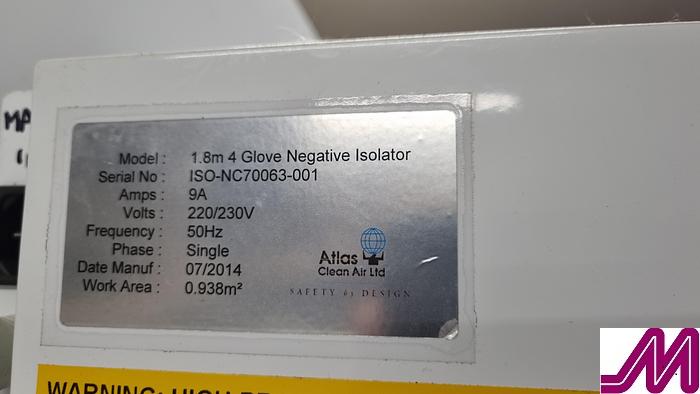 MA
Model : 1.8m 4 Glove Negative Isolator
Serial No : ISO-NC70063-001
Amps : 9A
Volts : 220/230V
Frequency : 50Hz
Phase : Single
Date Manuf : 07/2014
Work Area : 0.938m²
Atlas
Clean Air Ltd
SAFETY by DESIGN
WARNING: HIGH
M